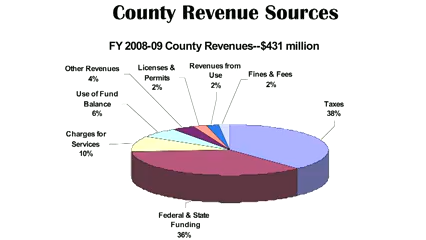 County Revenue Sources
FY 2008-09 County Revenues--$431 million
Licenses &
Permits
2%
Revenues from
Use
2%
Fines & Fees
2%
Other Revenues
4%
Use of Fund
Balance
6%
Taxes
38%
Charges for
Services
10%
Federal & State
Funding
36%